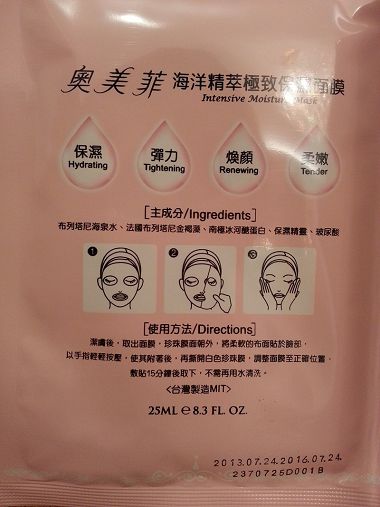 奧美菲 海洋精萃極致保濕面膜
Intensive Moisture Mask
保濕
Hydrating
彈力
Tightening
煥顏
Renewing
柔嫩
Tender
[主成分/Ingredients]
布列塔尼海泉水、法國布列塔尼金褐藻、南極冰河醣蛋白、保濕精靈、玻尿酸
1 2 3
[使用方法/Directions]
潔膚後，取出面膜，珍珠膜面朝外，將柔軟的布面貼於臉部，
以手指輕輕按壓，使其附著後，再撕開白色珍珠膜，調整面膜至正確位置，
敷貼15分鐘後取下，不需再用水清洗。
<台灣製造MIT>
25ML e 8.3 FL. OZ.
2013.07.24.2016.07.24.
2370725D001B